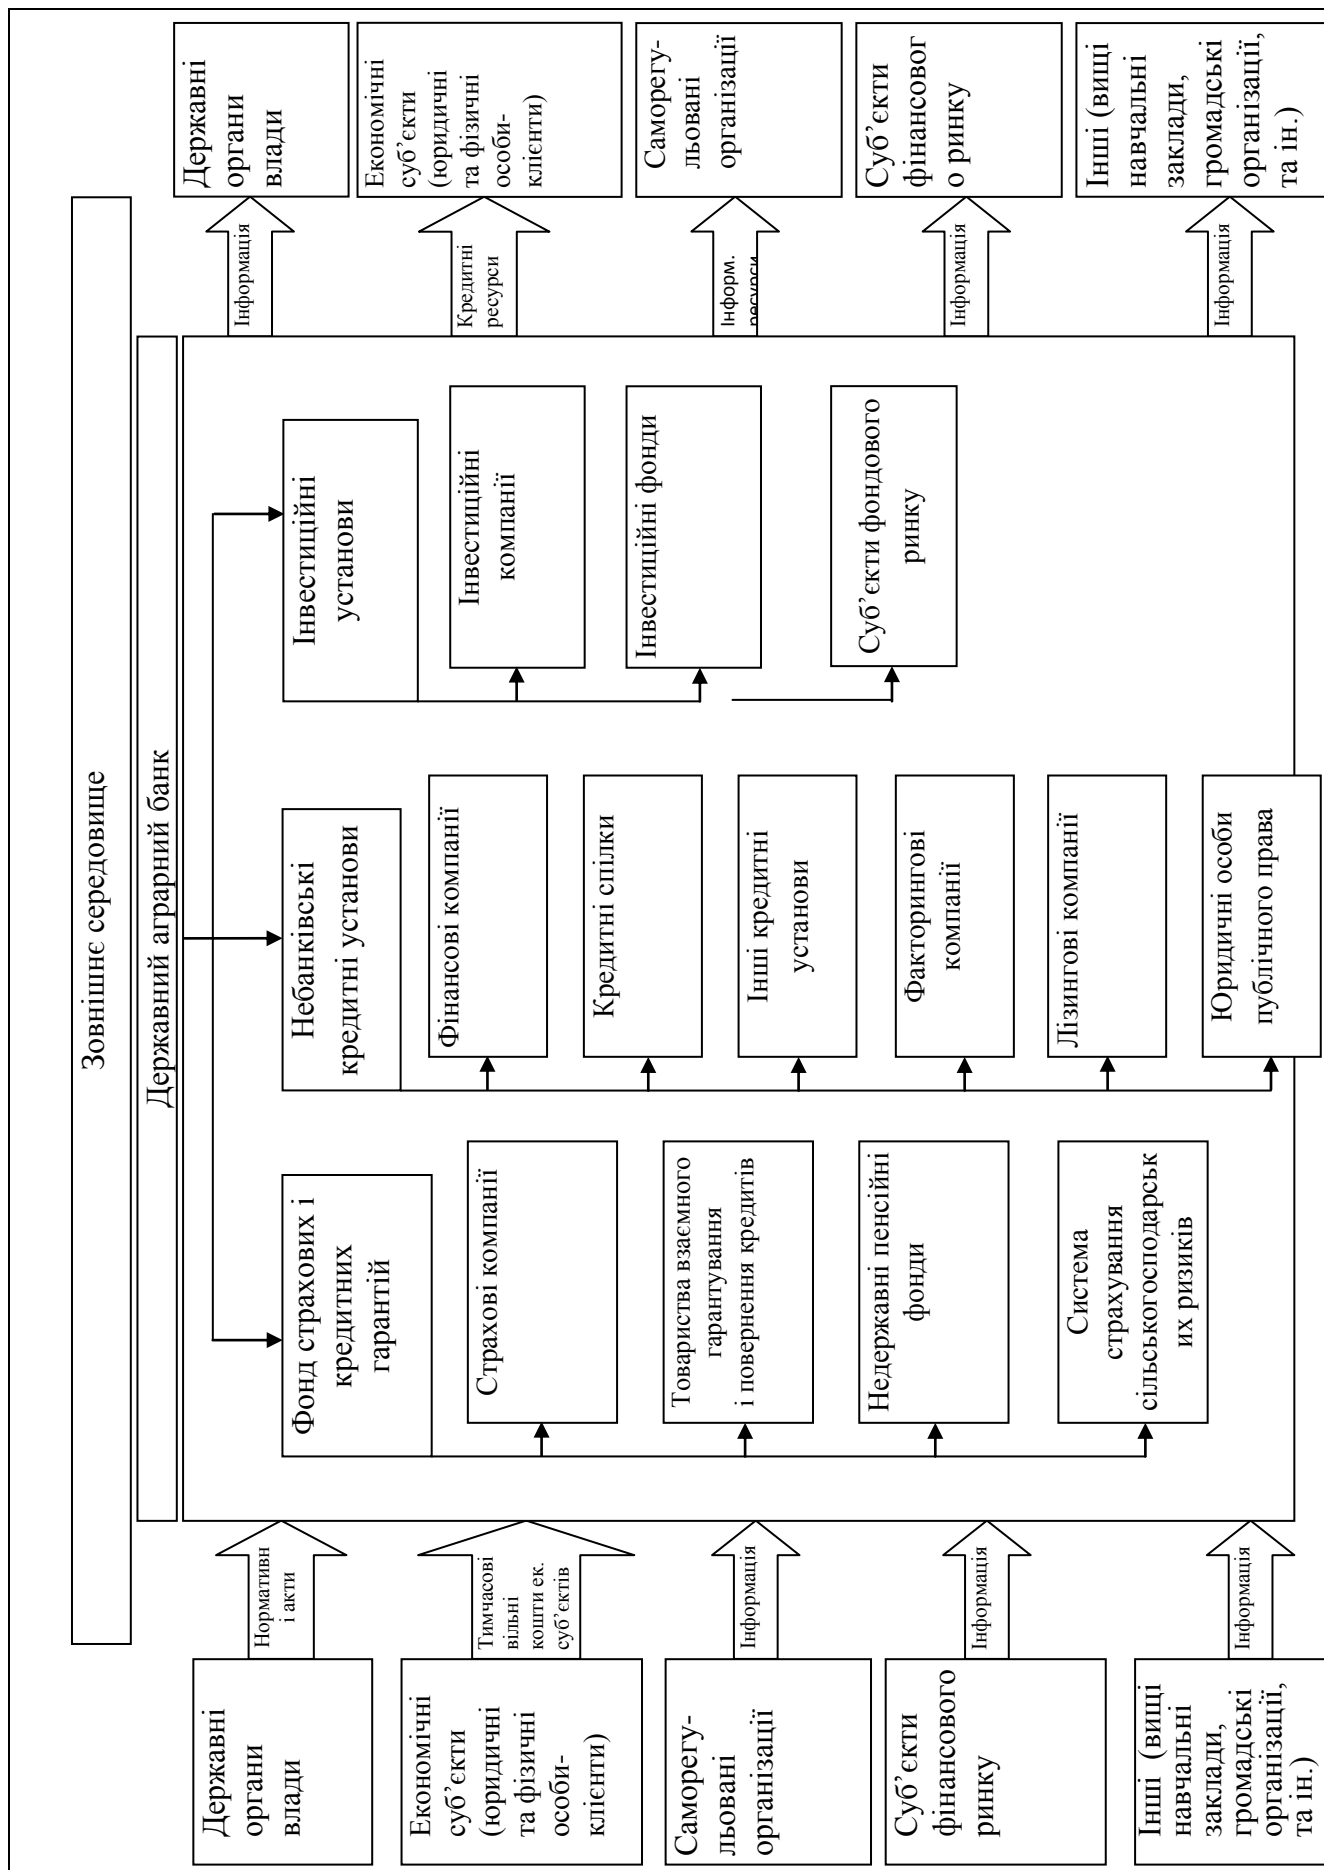 Зовнішнє середовище
Державний аграрний банк
Державні
органи
влади
Економічні
суб’єкти
(юридичні
та фізичні
особи-
клієнти)
Саморегу-
льовані
організації
Суб’єкти
фінансового
ринку
Інші (вищі
навчальні
заклади,
громадські
організації,
та ін.)
Нормативн
і акти
Тимчасові
вільні
кошти ек.
суб’єктів
Інформація
Інформація
Інформація
Фонд страхових і
кредитних
гарантій
Страхові компанії
Товариства взаємного
гарантування
і повернення кредитів
Недержавні пенсійні
фонди
Система
страхування
сільськогосподарськ
их ризиків
Небанківські
кредитні установи
Фінансові компанії
Кредитні спілки
Інші кредитні
установи
Факторингові
компанії
Лізингові компанії
Юридичні особи
публічного права
Інвестиційні
установи
Інвестиційні
компанії
Інвестиційні фонди
Суб’єкти фондового
ринку
Інформація
Кредитні
ресурси
Інформ.
ресурси
Інформація
Інформація
Державні
органи
влади
Економічні
суб’єкти
(юридичні
та фізичні
особи-
клієнти)
Саморегу-
льовані
організації
Суб’єкти
фінансовог
о ринку
Інші (вищі
навчальні
заклади,
громадські
організації,
та ін.)